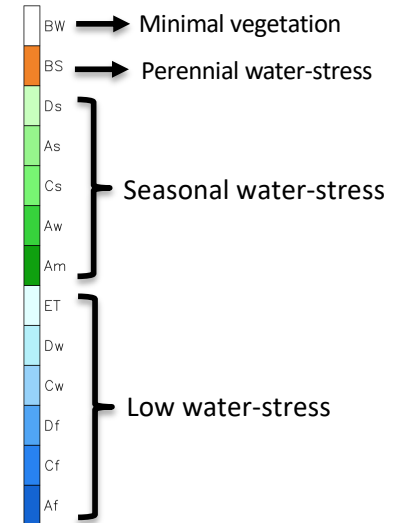 BW Minimal vegetation
BS Perennial water-stress
Ds
As
Cs Seasonal water-stress
Aw
Am
ET
Dw
Cw
Df Low water-stress
Cf
Af